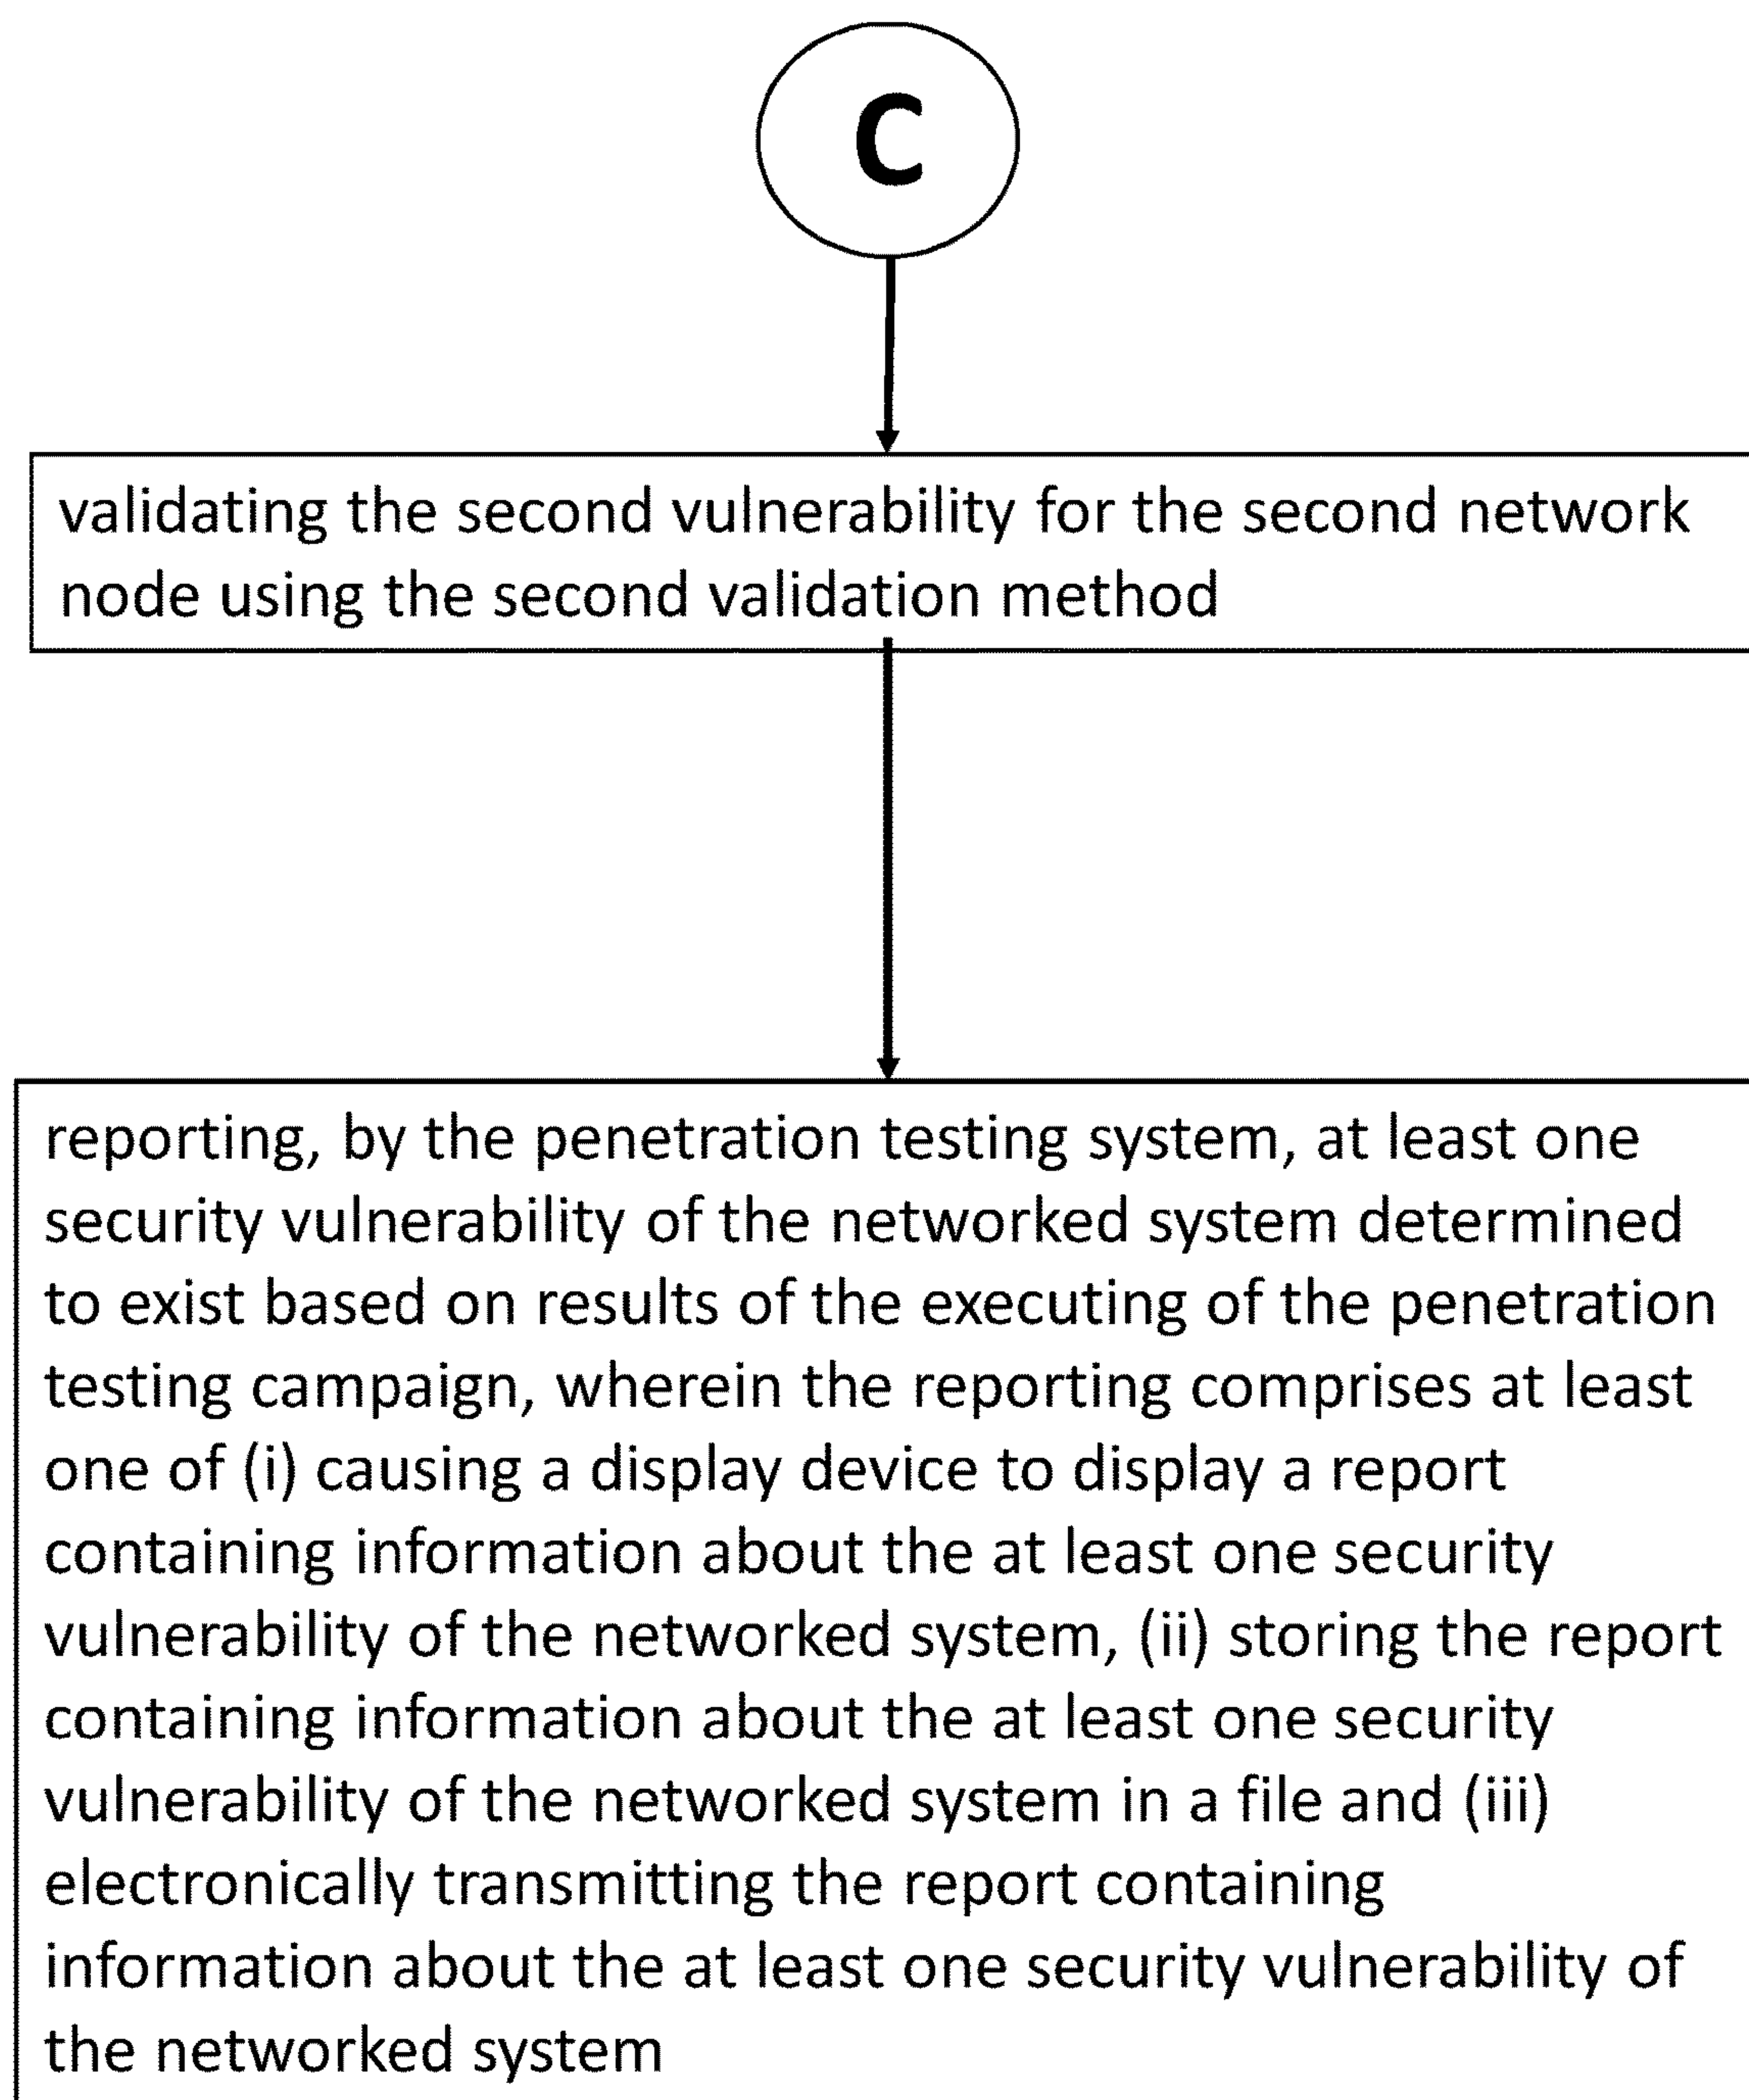 C
validating the second vulnerability for the second network
node using the second validation method
reporting, by the penetration testing system, at least one
security vulnerability of the networked system determined
to exist based on results of the executing of the penetration
testing campaign, wherein the reporting comprises at least
one of (i) causing a display device to display a report
containing information about the at least one security
vulnerability of the networked system, (ii) storing the report
containing information about the at least one security
vulnerability of the networked system in a file and (iii)
electronically transmitting the report containing
information about the at least one security vulnerability of
the networked system